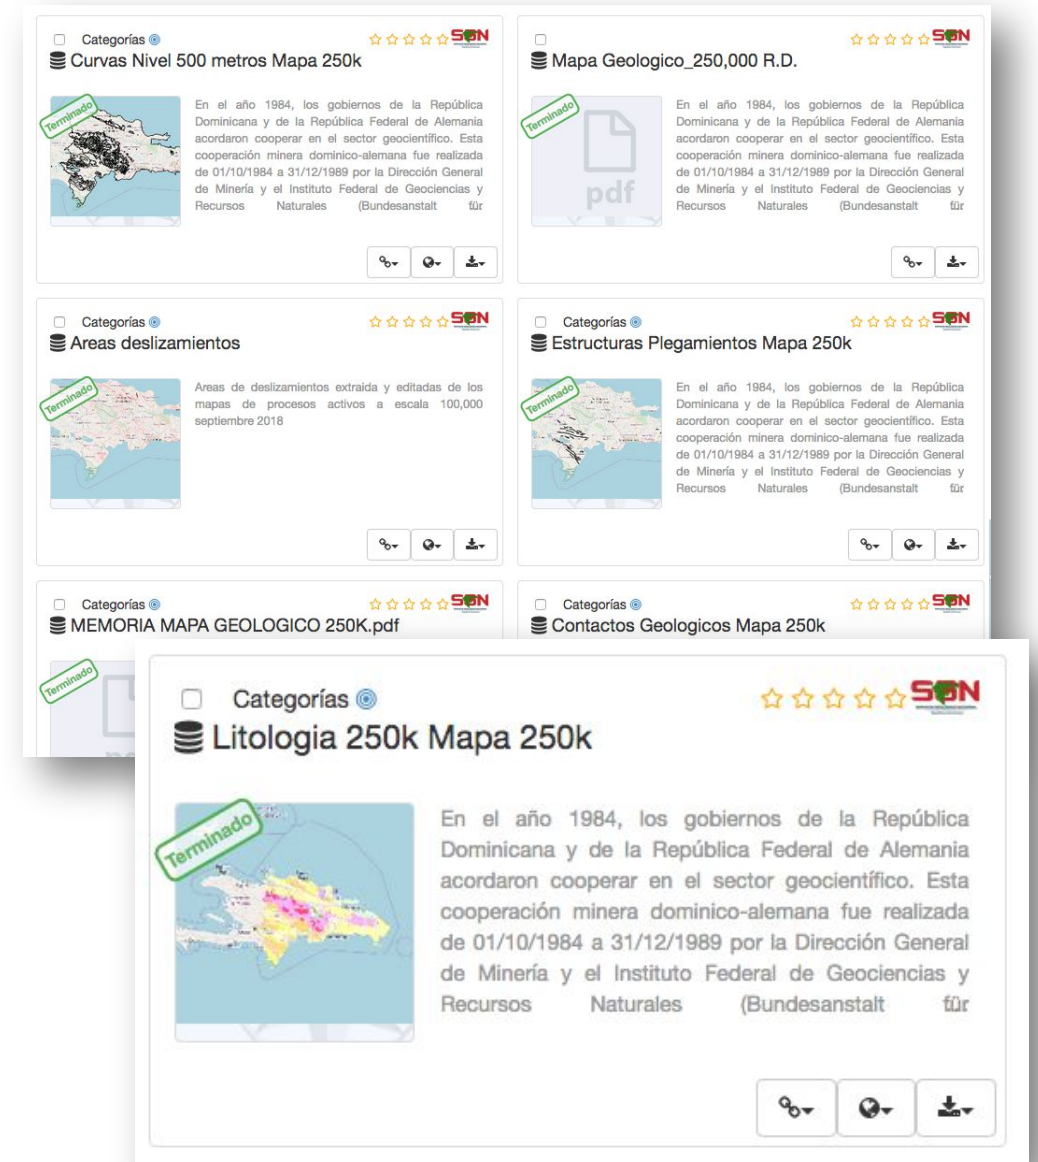 Categorías
SGN
Curvas Nivel 500 metros Mapa 250k
Terminado
En el año 1984, los gobiernos de la República
Dominicana y de la República Federal de Alemania
acordaron cooperar en el sector geocientífico. Esta
cooperación minera dominico-alemana fue realizada
de 01/10/1984 a 31/12/1989 por la Dirección General
de Minería y el Instituto Federal de Geociencias y
Recursos Naturales (Bundesanstalt für
SGN
Mapa Geologico_250,000 R.D.
Terminado
pdf
En el año 1984, los gobiernos de la República
Dominicana y de la República Federal de Alemania
acordaron cooperar en el sector geocientífico. Esta
cooperación minera dominico-alemana fue realizada
de 01/10/1984 a 31/12/1989 por la Dirección General
de Minería y el Instituto Federal de Geociencias y
Recursos Naturales (Bundesanstalt für
Categorías
SGN
Areas deslizamientos
Terminado
Areas de deslizamientos extraida y editadas de los
mapas de procesos activos a escala 100,000
septiembre 2018
Categorías
SGN
Estructuras Plegamientos Mapa 250k
Terminado
En el año 1984, los gobiernos de la República
Dominicana y de la República Federal de Alemania
acordaron cooperar en el sector geocientífico. Esta
cooperación minera dominico-alemana fue realizada
de 01/10/1984 a 31/12/1989 por la Dirección General
de Minería y el Instituto Federal de Geociencias y
Recursos Naturales (Bundesanstalt für
Categorías
SGN
MEMORIA MAPA GEOLOGICO 250K.pdf
Terminado
Categorías
SGN
Contactos Geologicos Mapa 250k
Categorías
SGN
Litologia 250k Mapa 250k
Terminado
En el año 1984, los gobiernos de la República
Dominicana y de la República Federal de Alemania
acordaron cooperar en el sector geocientífico. Esta
cooperación minera dominico-alemana fue realizada
de 01/10/1984 a 31/12/1989 por la Dirección General
de Minería y el Instituto Federal de Geociencias y
Recursos Naturales (Bundesanstalt für